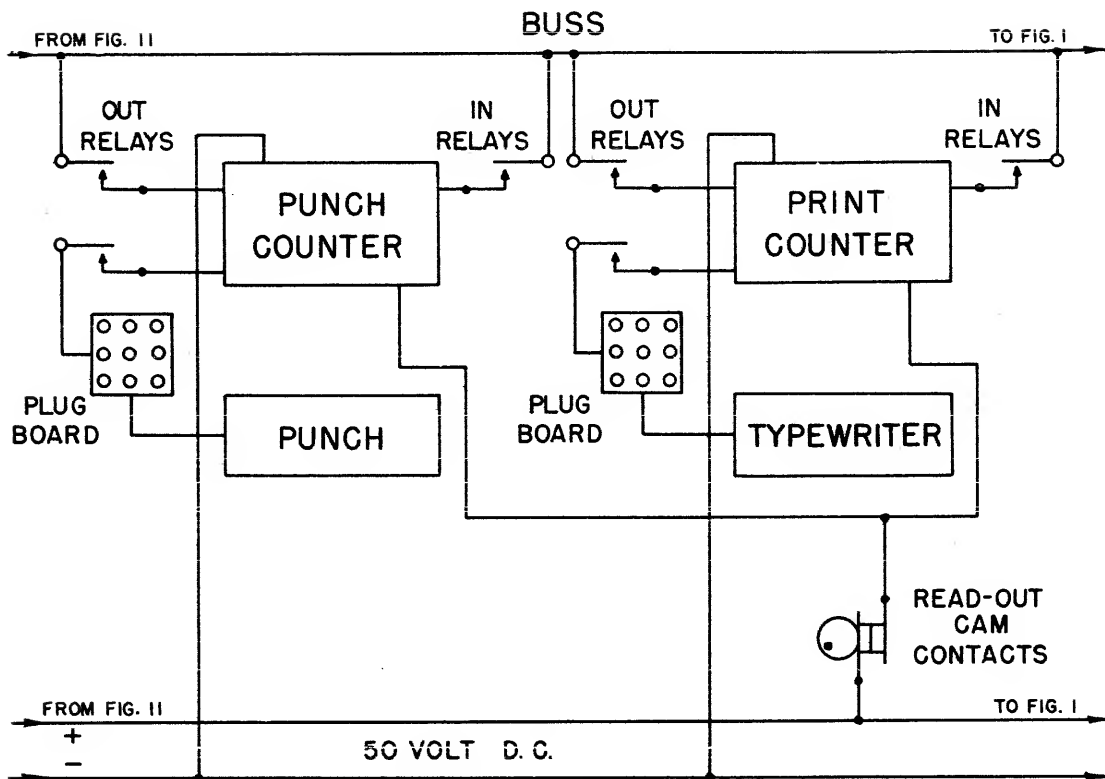 BUSS
FROM FIG. 11
TO FIG. 1
OUT
RELAYS
IN
RELAYS
OUT
RELAYS
IN
RELAYS
PUNCH
COUNTER
PRINT
COUNTER
PLUG
BOARD
PUNCH
PLUG
BOARD
TYPEWRITER
READ-OUT
CAM
CONTACTS
FROM FIG. 11
TO FIG. 1
+
−
50 VOLT D. C.